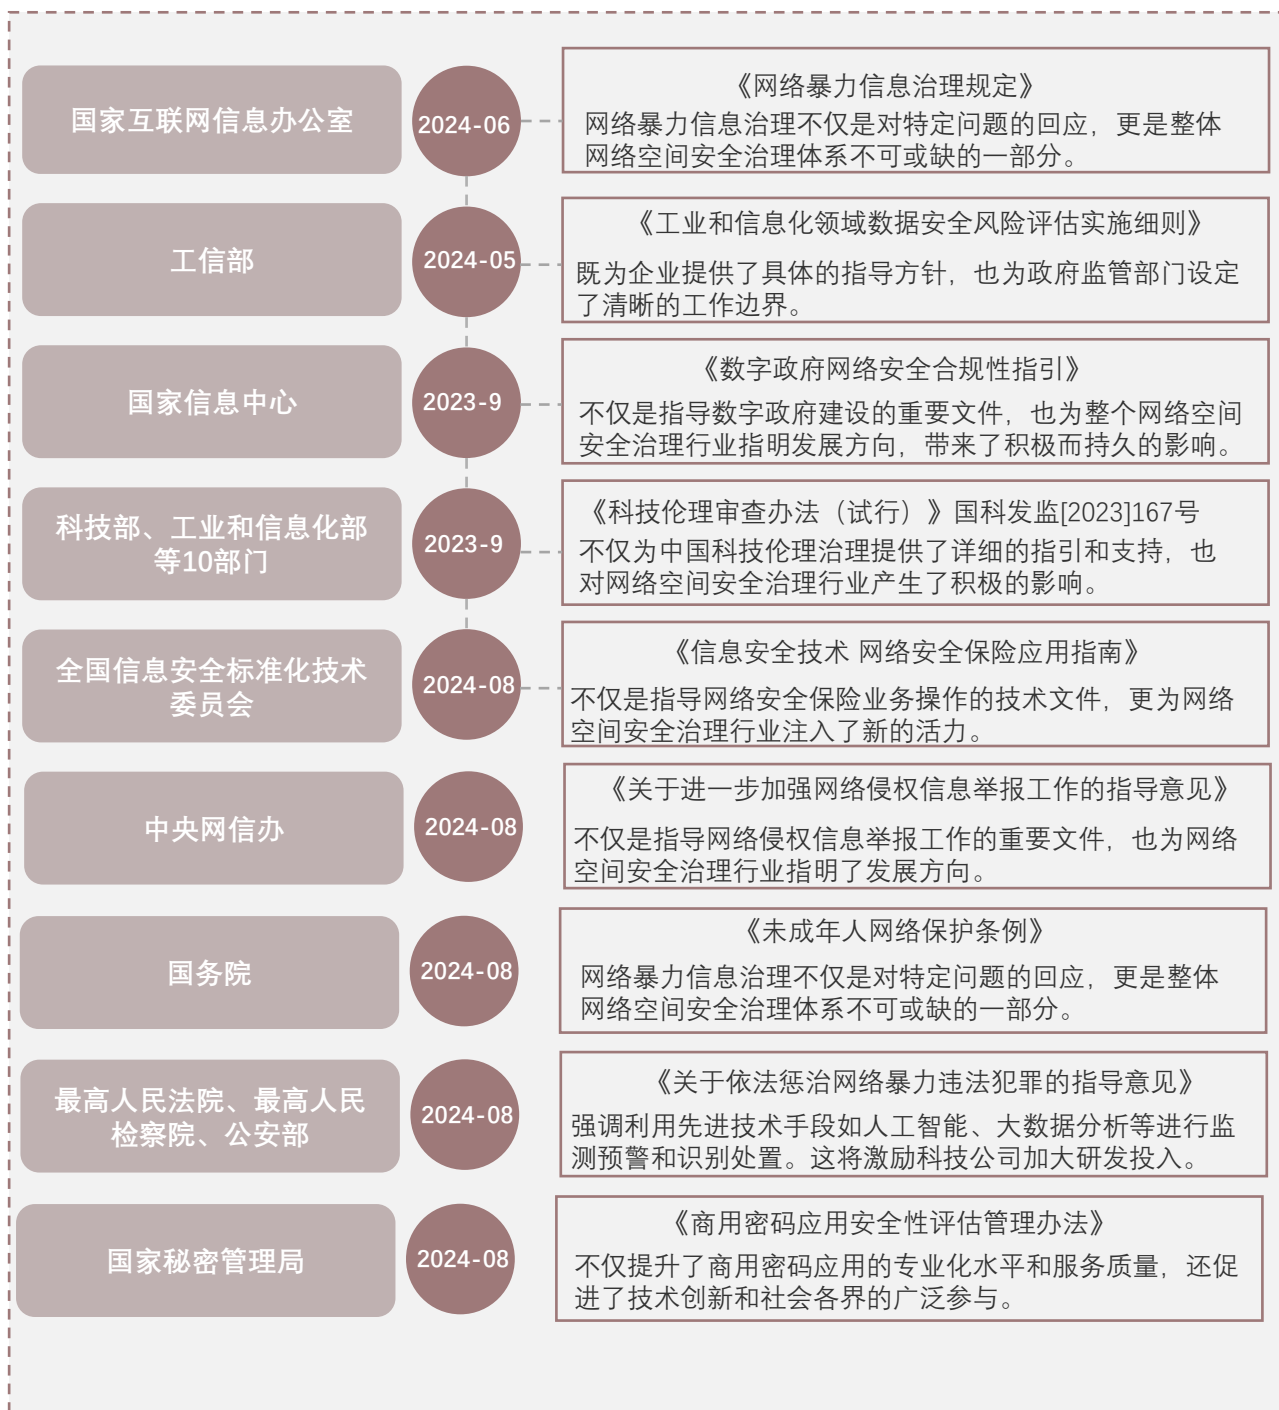 国家互联网信息办公室
2024-06
《网络暴力信息治理规定》
网络暴力信息治理不仅是对特定问题的回应，更是整体
网络空间安全治理体系不可或缺的一部分。
工信部
2024-05
《工业和信息化领域数据安全风险评估实施细则》
既为企业提供了具体的指导方针，也为政府监管部门设定
了清晰的工作边界。
国家信息中心
2023-9
《数字政府网络安全合规性指引》
不仅是指导数字政府建设的重要文件，也为整个网络空间
安全治理行业指明发展方向，带来了积极而持久的影响。
科技部、工业和信息化部
等10部门
2023-9
《科技伦理审查办法（试行）》国科发监[2023]167号
不仅为中国科技伦理治理提供了详细的指引和支持，也
对网络空间安全治理行业产生了积极的影响。
全国信息安全标准化技术
委员会
2024-08
《信息安全技术 网络安全保险应用指南》
不仅是指导网络安全保险业务操作的技术文件，更为网络
空间安全治理行业注入了新的活力。
中央网信办
2024-08
《关于进一步加强网络侵权信息举报工作的指导意见》
不仅是指导网络侵权信息举报工作的重要文件，也为网络
空间安全治理行业指明了发展方向。
国务院
2024-08
《未成年人网络保护条例》
网络暴力信息治理不仅是对特定问题的回应，更是整体
网络空间安全治理体系不可或缺的一部分。
最高人民法院、最高人民
检察院、公安部
2024-08
《关于依法惩治网络暴力违法犯罪的指导意见》
强调利用先进技术手段如人工智能、大数据分析等进行监
测预警和识别处置。这将激励科技公司加大研发投入。
国家秘密管理局
2024-08
《商用密码应用安全性评估管理办法》
不仅提升了商用密码应用的专业化水平和服务质量，还促
进了技术创新和社会各界的广泛参与。